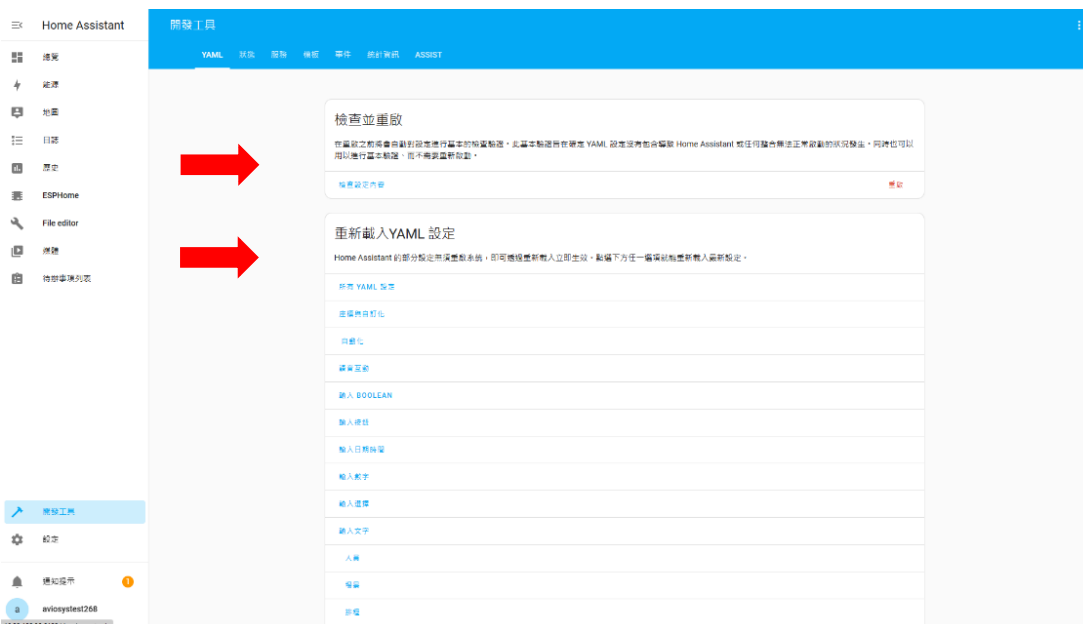 Home Assistant
總覽
能源
地圖
日誌
歷史
ESPHome
File editor
媒體
待辦事項列表
開發工具
設定
通知提示
1
a
aviosystest268
開發工具
YAML 狀態 服務 模板 事件 統計資訊 ASSIST
檢查並重啟
在重啟之前將會自動對設定進行基本的檢查驗證。此基本驗證旨在確定 YAML 設定沒有包含導致 Home Assistant 或任何整合無法正常啟動的狀況發生。同時也可以
用以進行基本驗證,而不需要重新啟動。
檢查設定內容
重啟
重新載入YAML 設定
Home Assistant 的部分設定無須重啟系統,即可透過重新載入立即生效。點選下方任一選項就能重新載入最新設定。
所有 YAML 設定
座標與自訂化
自動化
語音互動
輸入 BOOLEAN
輸入按鈕
輸入日期時間
輸入數字
輸入選擇
輸入文字
人員
場景
排程